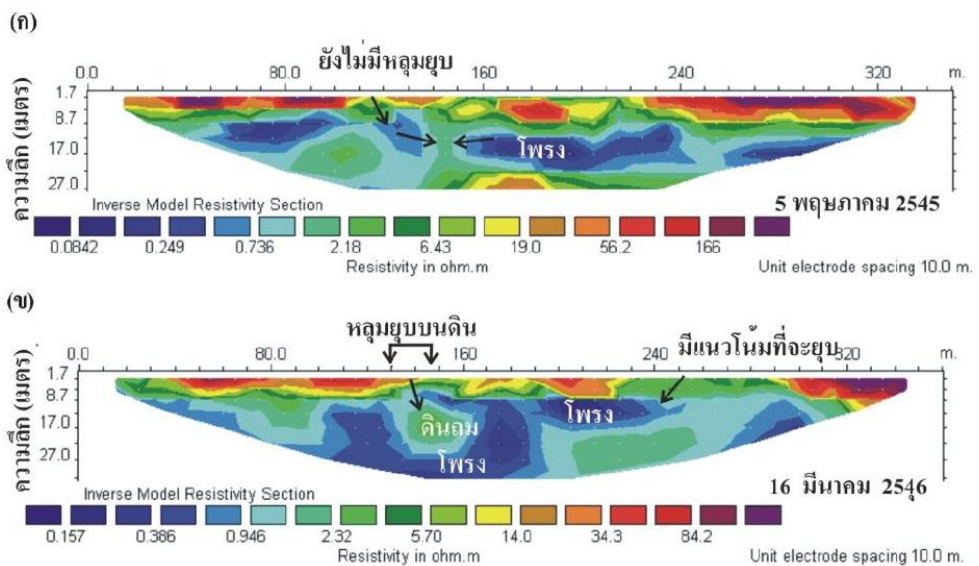 (ก)
ยังไม่มีหลุมยุบ
0.0 80.0 160 240 320 m.
ความลึก (เมตร)
1.7
8.7
17.0
27.0
โพรง
Inverse Model Resistivity Section
5 พฤษภาคม 2545
0.0842 0.249 0.736 2.18 6.43 19.0 56.2 166
Resistivity in ohm.m
Unit electrode spacing 10.0 m.
(ข)
หลุมยุบบนดิน
มีแนวโน้มที่จะยุบ
0.0 80.0 160 240 320 m.
ความลึก (เมตร)
1.7
8.7
17.0
27.0
โพรง
ดินถม
โพรง
Inverse Model Resistivity Section
16 มีนาคม 2546
0.157 0.386 0.946 2.32 5.70 14.0 34.3 84.2
Resistivity in ohm.m
Unit electrode spacing 10.0 m.